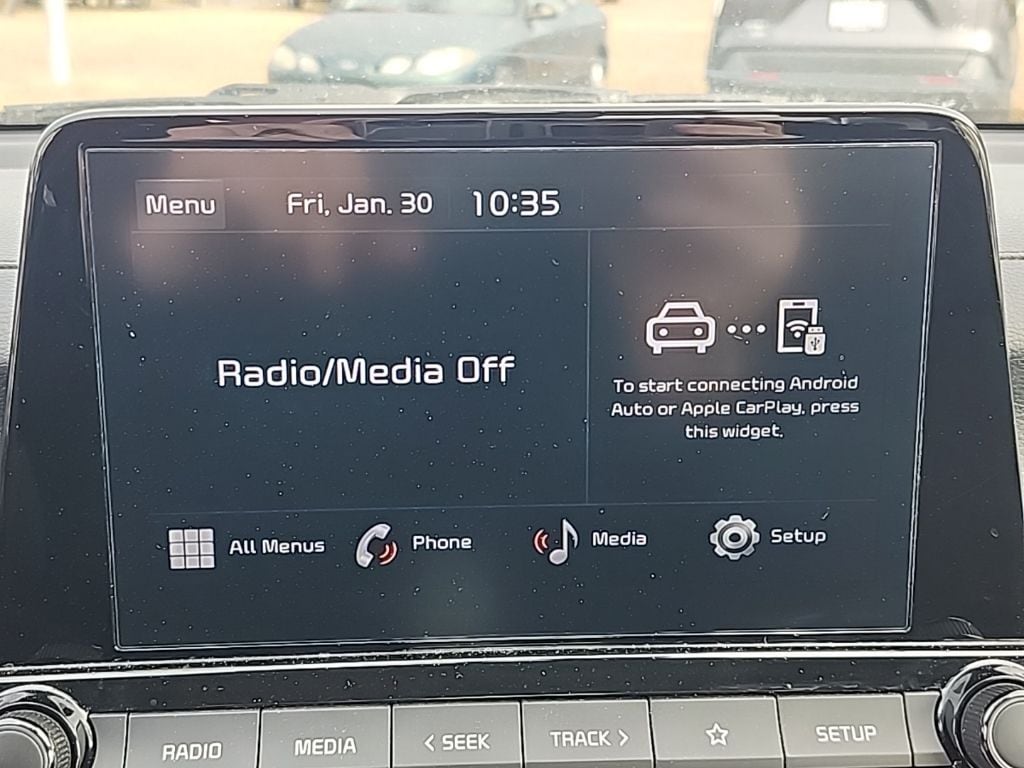 Menu Fri, Jan. 30 10:35
Radio/Media Off
To start connecting Android
Auto or Apple CarPlay, press
this widget.
All Menus Phone Media Setup
RADIO MEDIA < SEEK TRACK > SETUP